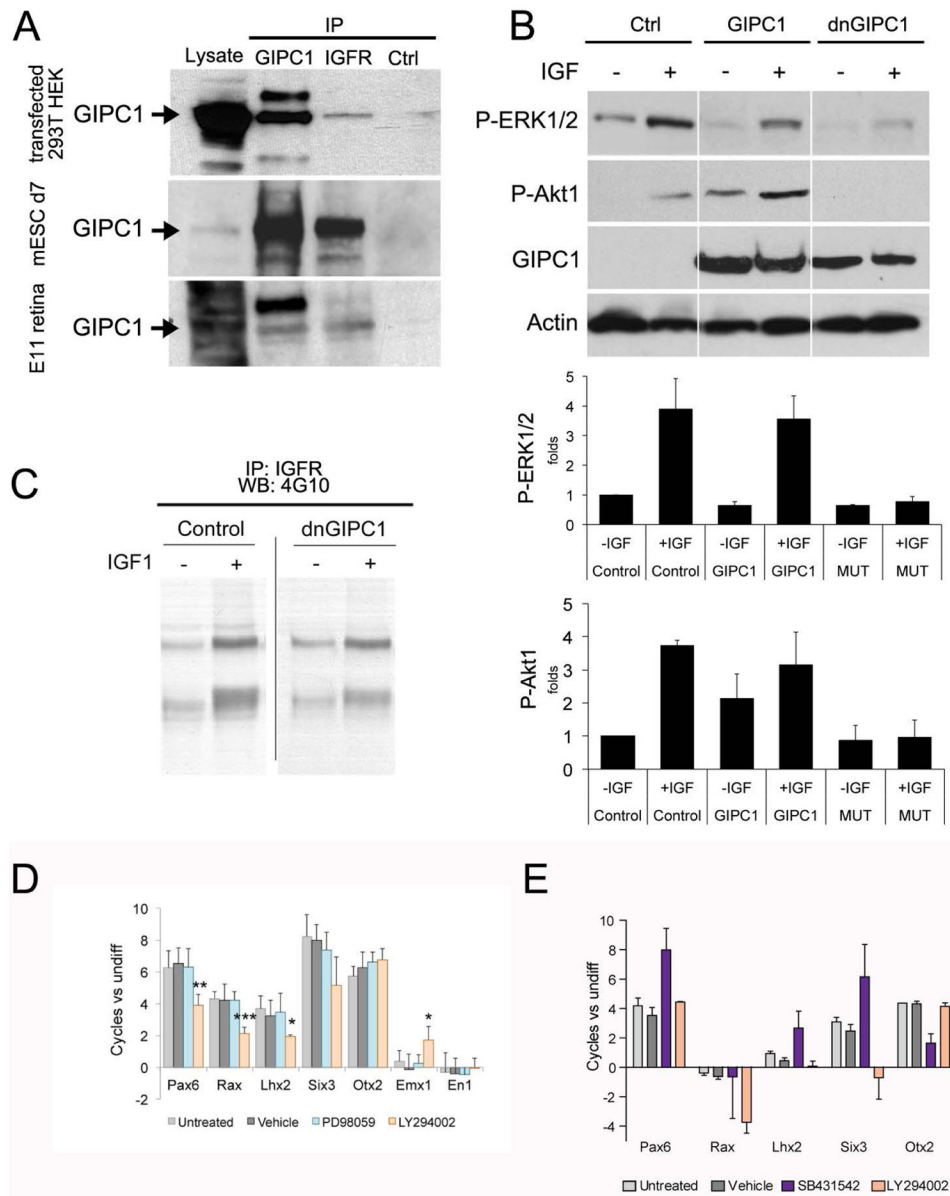 A
IP
Lysate GIPC1 IGFR Ctrl
transfected
293T HEK
GIPC1
mESC d7
GIPC1
E11 retina
GIPC1
B
Ctrl GIPC1 dnGIPC1
IGF - + - + - +
P-ERK1/2
P-Akt1
GIPC1
Actin
P-ERK1/2
folds
5
4
3
2
1
0
-IGF +IGF -IGF +IGF -IGF +IGF
Control Control GIPC1 GIPC1 MUT MUT
P-Akt1
folds
5
4
3
2
1
0
-IGF +IGF -IGF +IGF -IGF +IGF
Control Control GIPC1 GIPC1 MUT MUT
C
IP: IGFR
WB: 4G10
Control dnGIPC1
IGF1 - + - +
D
Cycles vs undiff
10
8
6
4
2
0
-2
** *** * *
Pax6 Rax Lhx2 Six3 Otx2 Emx1 En1
Untreated Vehicle PD98059 LY294002
E
Cycles vs undiff
10
8
6
4
2
0
-2
-4
Pax6 Rax Lhx2 Six3 Otx2
Untreated Vehicle SB431542 LY294002